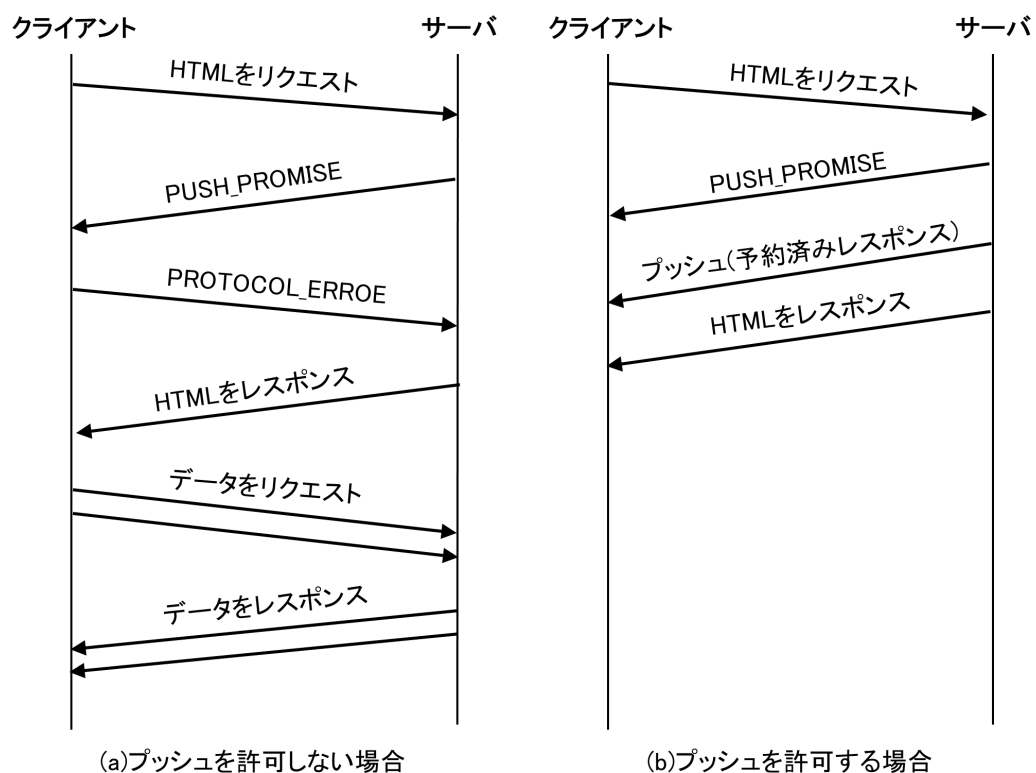 クライアント
サーバ
HTMLをリクエスト
PUSH_PROMISE
PROTOCOL_ERROE
HTMLをレスポンス
データをリクエスト
データをレスポンス
(a)プッシュを許可しない場合
クライアント
サーバ
HTMLをリクエスト
PUSH_PROMISE
プッシュ(予約済みレスポンス)
HTMLをレスポンス
(b)プッシュを許可する場合